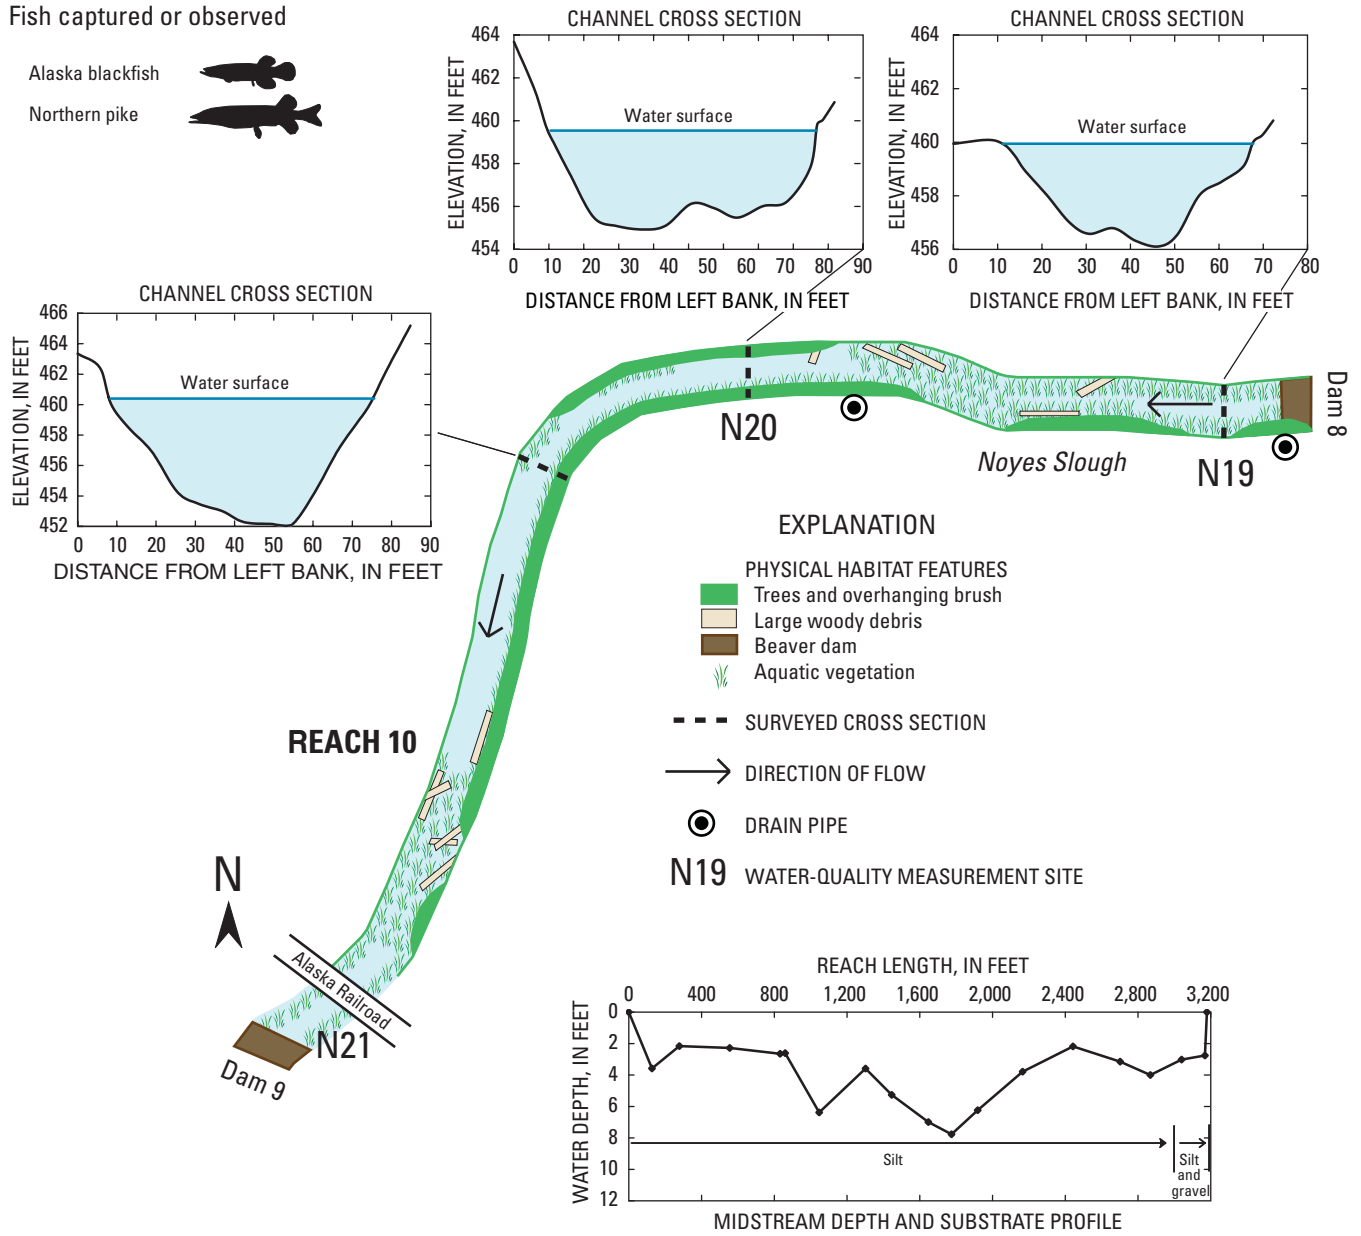 Fish captured or observed
Alaska blackfish
Northern pike
CHANNEL CROSS SECTION
ELEVATION, IN FEET
464
462
460
458
456
454
Water surface
0 10 20 30 40 50 60 70 80 90
DISTANCE FROM LEFT BANK, IN FEET
CHANNEL CROSS SECTION
ELEVATION, IN FEET
464
462
460
458
456
Water surface
0 10 20 30 40 50 60 70 80
DISTANCE FROM LEFT BANK, IN FEET
CHANNEL CROSS SECTION
ELEVATION, IN FEET
466
464
462
460
458
456
454
452
Water surface
0 10 20 30 40 50 60 70 80 90
DISTANCE FROM LEFT BANK, IN FEET
Dam 8
N20
Noyes Slough
N19
EXPLANATION
PHYSICAL HABITAT FEATURES
Trees and overhanging brush
Large woody debris
Beaver dam
Aquatic vegetation
SURVEYED CROSS SECTION
DIRECTION OF FLOW
DRAIN PIPE
N19 WATER-QUALITY MEASUREMENT SITE
REACH 10
N
Alaska Railroad
N21
Dam 9
REACH LENGTH, IN FEET
0 400 800 1,200 1,600 2,000 2,400 2,800 3,200
WATER DEPTH, IN FEET
0
2
4
6
8
10
12
Silt
Silt
and
gravel
MIDSTREAM DEPTH AND SUBSTRATE PROFILE